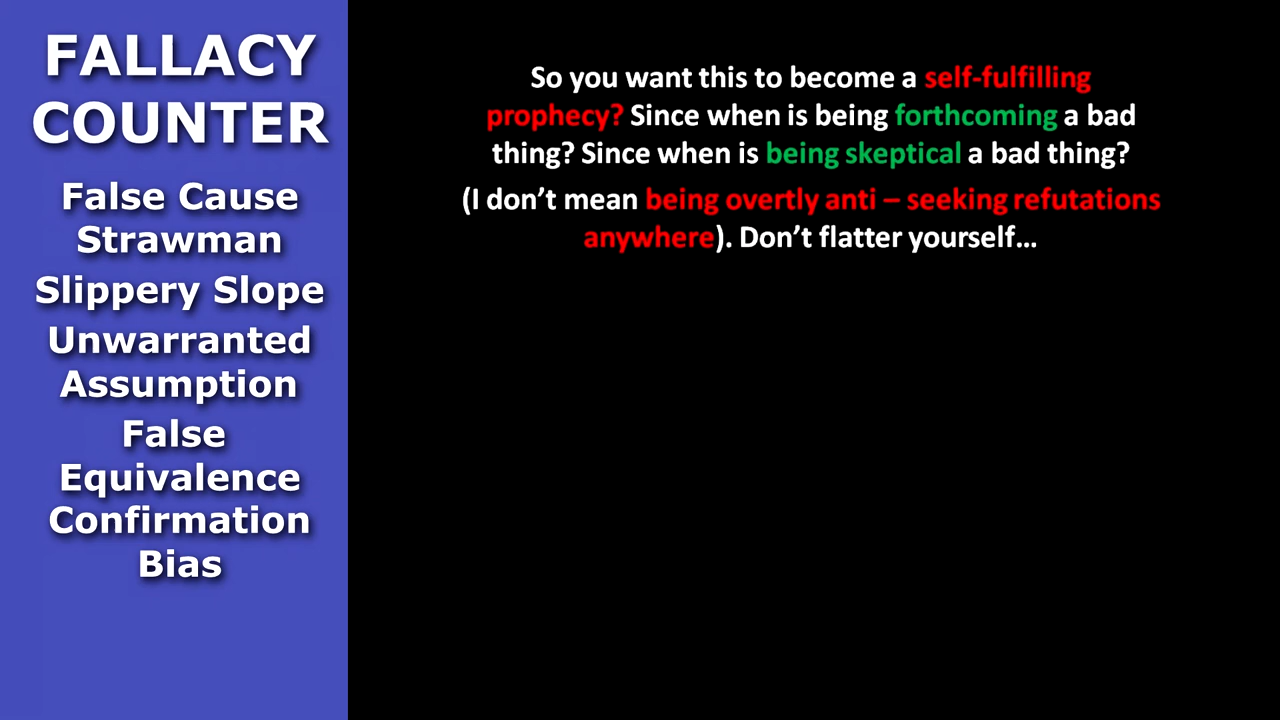 FALLACY
COUNTER
False Cause
Strawman
Slippery Slope
Unwarranted
Assumption
False
Equivalence
Confirmation
Bias
So you want this to become a self-fulfilling
prophecy? Since when is being forthcoming a bad
thing? Since when is being skeptical a bad thing?
(I don’t mean being overtly anti – seeking refutations
anywhere). Don’t flatter yourself…